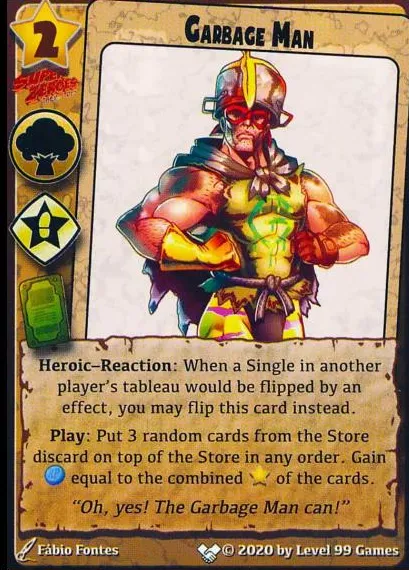 2
GARBAGE MAN
SUPER
ZEROES
Heroic–Reaction: When a Single in another
player's tableau would be flipped by an
effect, you may flip this card instead.
Play: Put 3 random cards from the Store
discard on top of the Store in any order. Gain
equal to the combined of the cards.
"Oh, yes! The Garbage Man can!"
Fábio Fontes
© 2020 by Level 99 Games